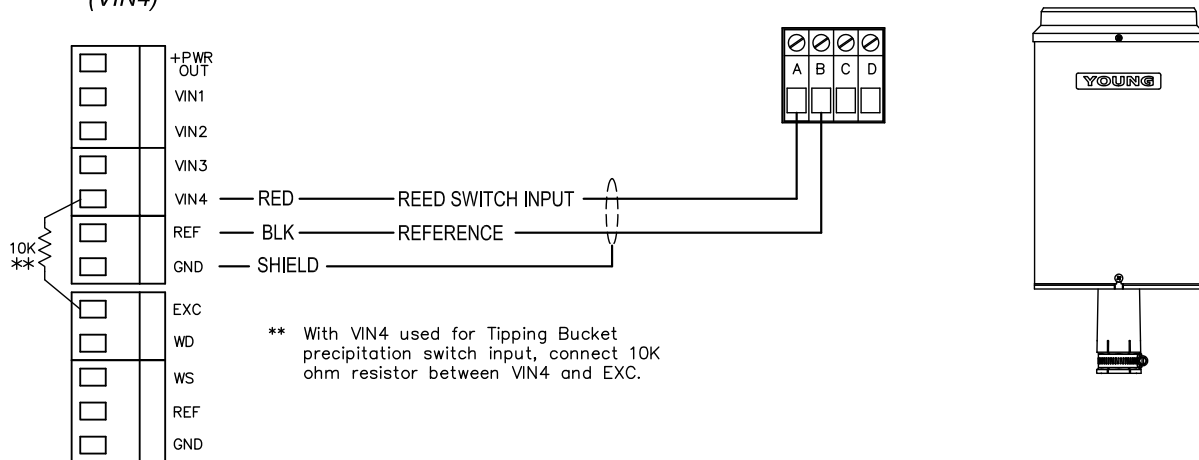 (VIN4)
+PWR
OUT
VIN1
VIN2
VIN3
VIN4
REF
GND
EXC
WD
WS
REF
GND
10K
**
RED
REED SWITCH INPUT
BLK
REFERENCE
SHIELD
** With VIN4 used for Tipping Bucket
precipitation switch input, connect 10K
ohm resistor between VIN4 and EXC.
A B C D
YOUNG